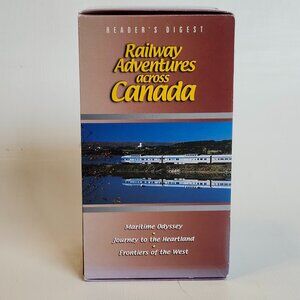 READER'S DIGEST
Railway
Adventures
across
Canada
Maritime Odyssey
Journey to the Heartland
Frontiers of the West